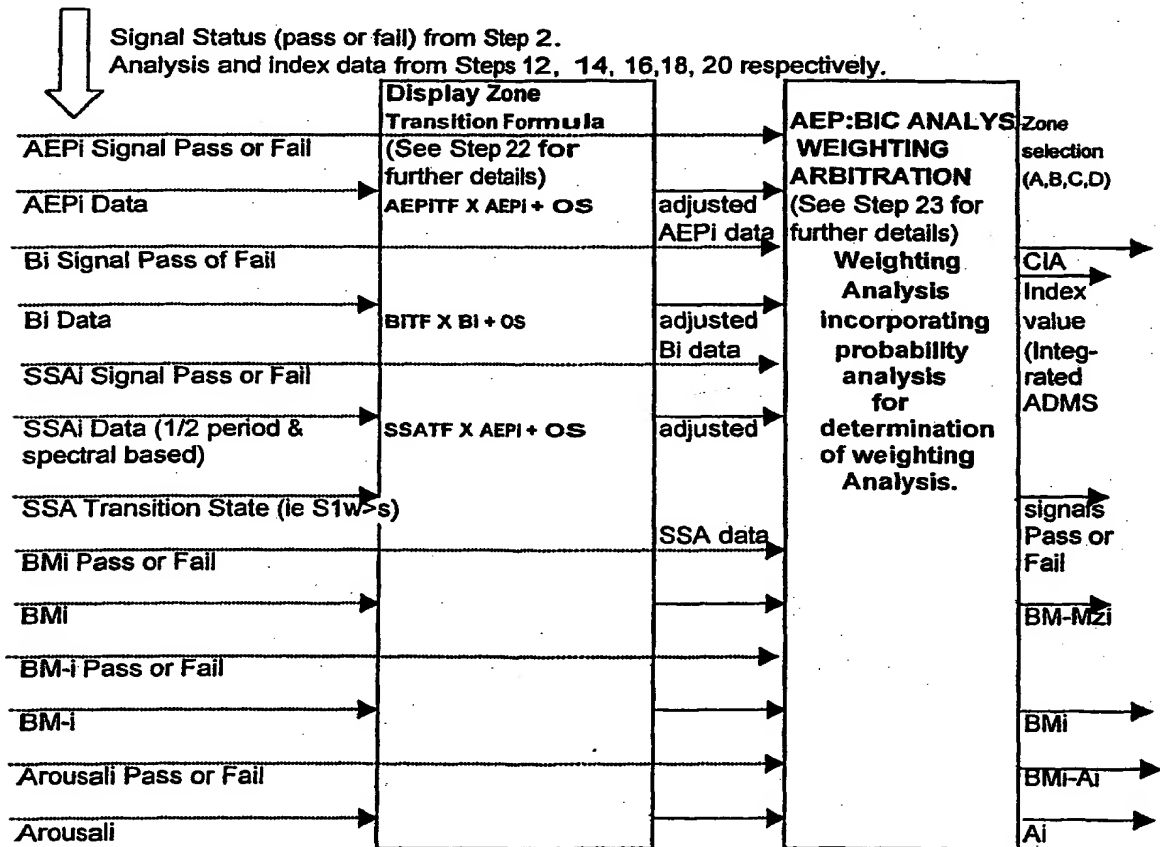 Signal Status (pass or fail) from Step 2.
Analysis and index data from Steps 12, 14, 16,18, 20 respectively.
AEPi Signal Pass or Fail
AEPi Data
Bi Signal Pass of Fail
Bi Data
SSAi Signal Pass or Fail
SSAi Data (1/2 period &
spectral based)
SSA Transition State (ie S1w>s)
BMi Pass or Fail
BMi
BM-i Pass or Fail
BM-i
Arousali Pass or Fail
Arousali
Display Zone
Transition Formula
(See Step 22 for
further details)
AEPITF X AEPi + OS
BITF X Bi + OS
SSATF X AEPi + OS
adjusted
AEPi data
adjusted
Bi data
adjusted
SSA data
AEP:BIC ANALYS
WEIGHTING
ARBITRATION
(See Step 23 for
further details)
Weighting
Analysis
incorporating
probability
analysis
for
determination
of weighting
Analysis.
Zone
selection
(A,B,C,D)
CIA
Index
value
(Integ-
rated
ADMS
signals
Pass or
Fail
BM-Mzi
BMi
BMi-Ai
Ai